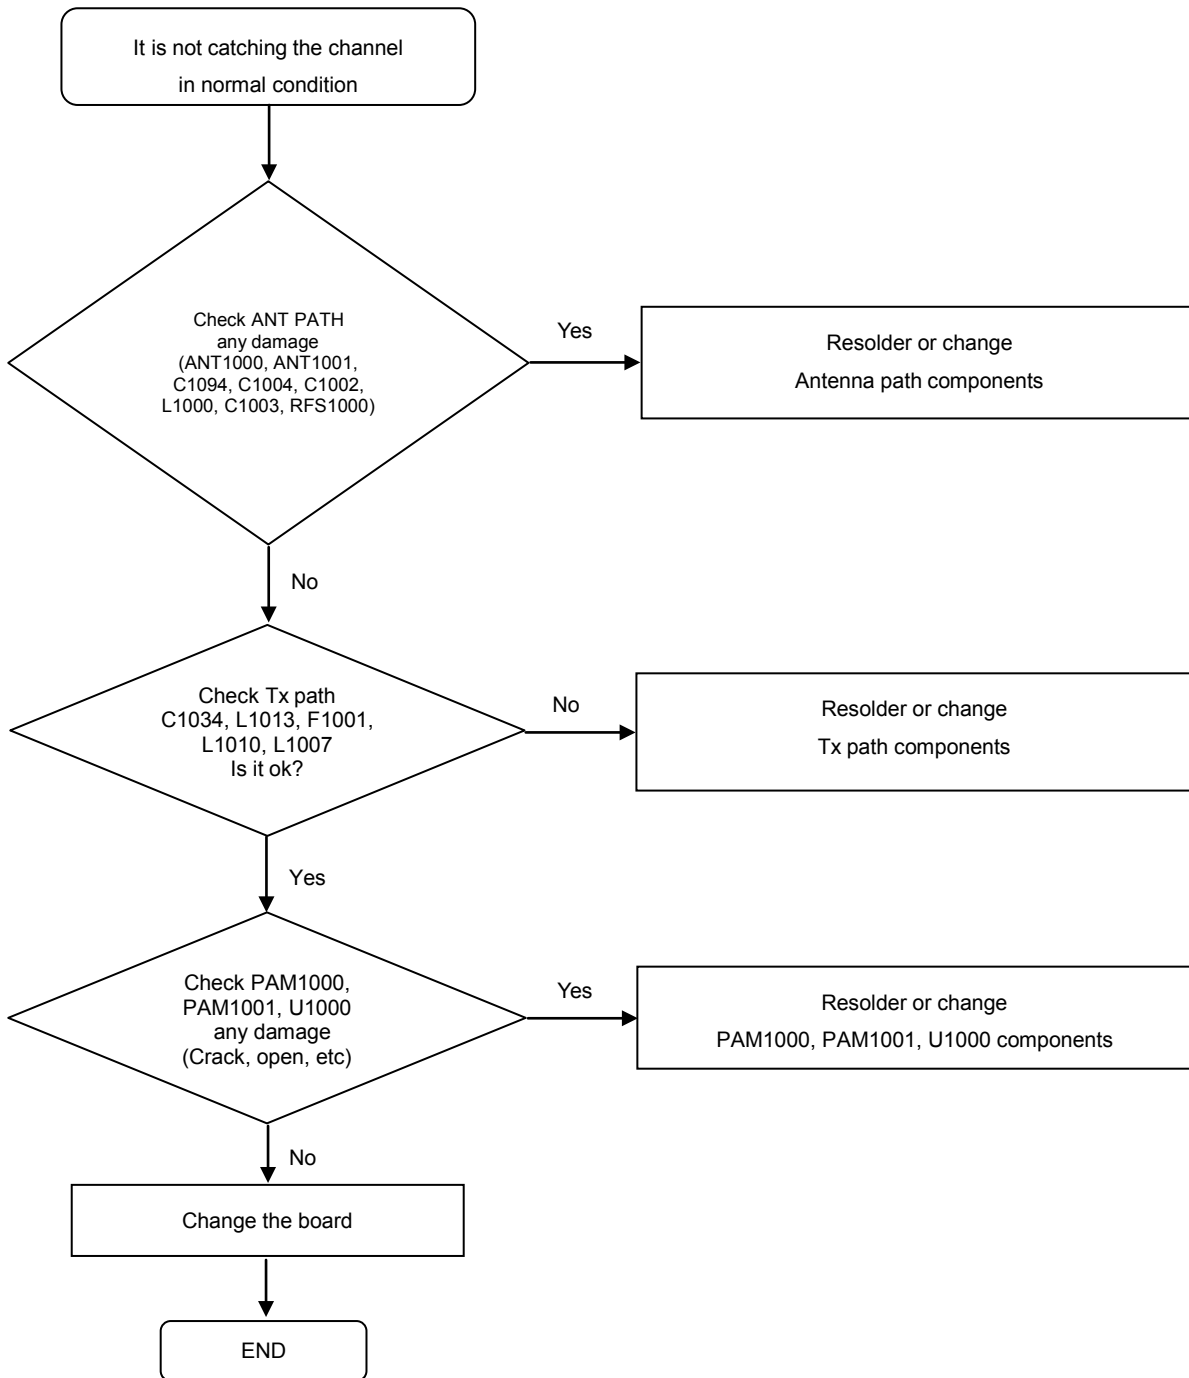 It is not catching the channel
in normal condition
Check ANT PATH
any damage
(ANT1000, ANT1001,
C1094, C1004, C1002,
L1000, C1003, RFS1000)
Yes
Resolder or change
Antenna path components
No
Check Tx path
C1034, L1013, F1001,
L1010, L1007
Is it ok?
No
Resolder or change
Tx path components
Yes
Check PAM1000,
PAM1001, U1000
any damage
(Crack, open, etc)
Yes
Resolder or change
PAM1000, PAM1001, U1000 components
No
Change the board
END